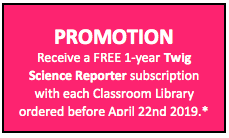 PROMOTION
Receive a FREE 1-year Twig
Science Reporter subscription
with each Classroom Library
ordered before April 22nd 2019.*